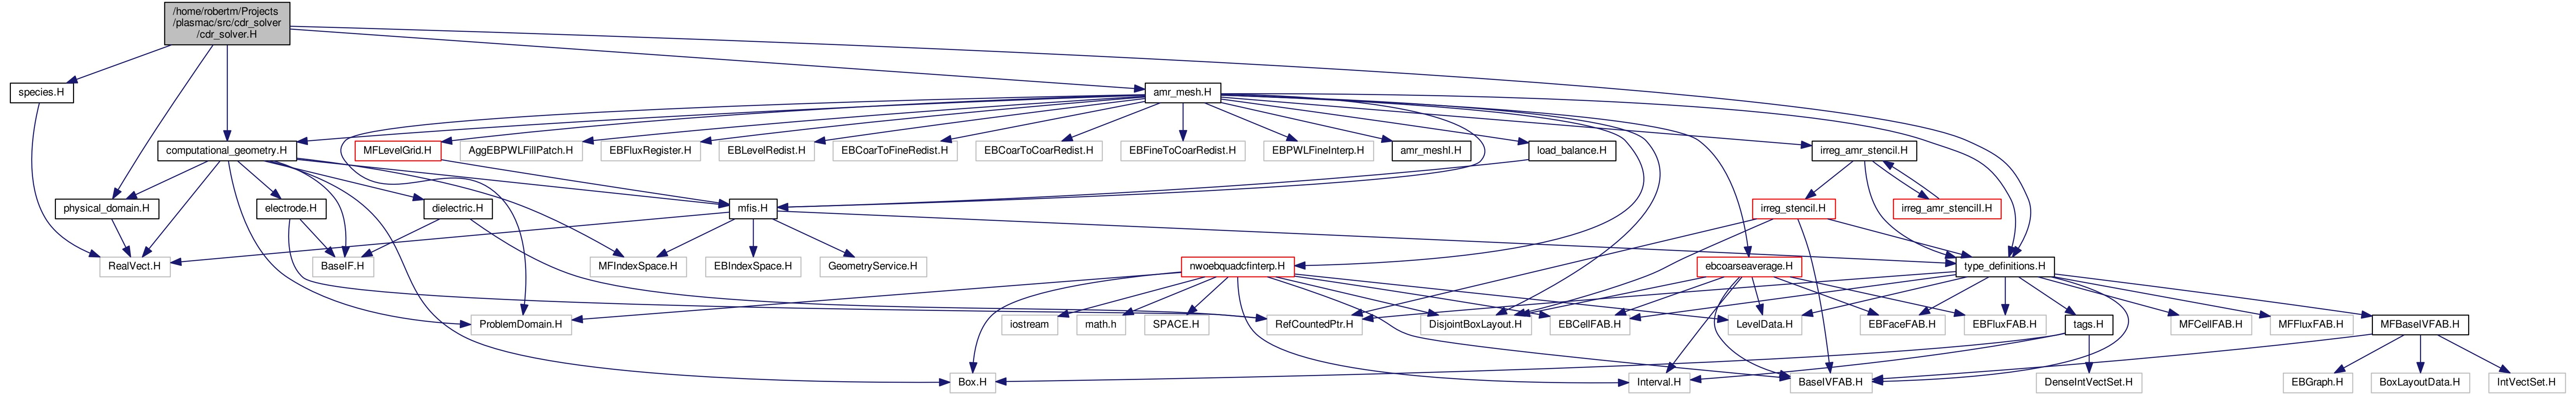 /home/robertm/Projects
/plasmac/src/cdr_solver
/cdr_solver.H
species.H
amr_mesh.H
computational_geometry.H
MFLevelGrid.H
AggEBPWLFillPatch.H
EBFluxRegister.H
EBLevelRedist.H
EBCoarToFineRedist.H
EBCoarToCoarRedist.H
EBFineToCoarRedist.H
EBPWLFineInterp.H
amr_meshI.H
load_balance.H
irreg_amr_stencil.H
physical_domain.H
electrode.H
dielectric.H
mfis.H
irreg_stencil.H
irreg_amr_stencilI.H
RealVect.H
BaseIF.H
MFIndexSpace.H
EBIndexSpace.H
GeometryService.H
nwoebquadcfinterp.H
ebcoarseaverage.H
type_definitions.H
ProblemDomain.H
iostream
math.h
SPACE.H
RefCountedPtr.H
DisjointBoxLayout.H
EBCellFAB.H
LevelData.H
EBFaceFAB.H
EBFluxFAB.H
tags.H
MFCellFAB.H
MFFluxFAB.H
MFBaseIVFAB.H
Box.H
Interval.H
BaseIVFAB.H
DenseIntVectSet.H
EBGraph.H
BoxLayoutData.H
IntVectSet.H